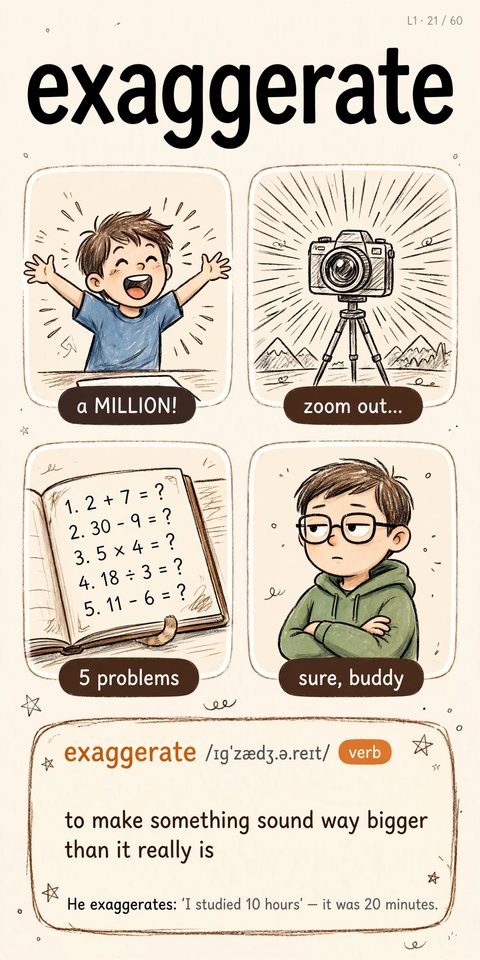 L1 · 21 / 60
exaggerate
a MILLION!
zoom out...
1. 2 + 7 = ?
2. 30 - 9 = ?
3. 5 × 4 = ?
4. 18 ÷ 3 = ?
5. 11 - 6 = ?
5 problems
sure, buddy
exaggerate /ɪgˈzædʒ.ə.reɪt/ verb
to make something sound way bigger
than it really is
He exaggerates: 'I studied 10 hours' — it was 20 minutes.